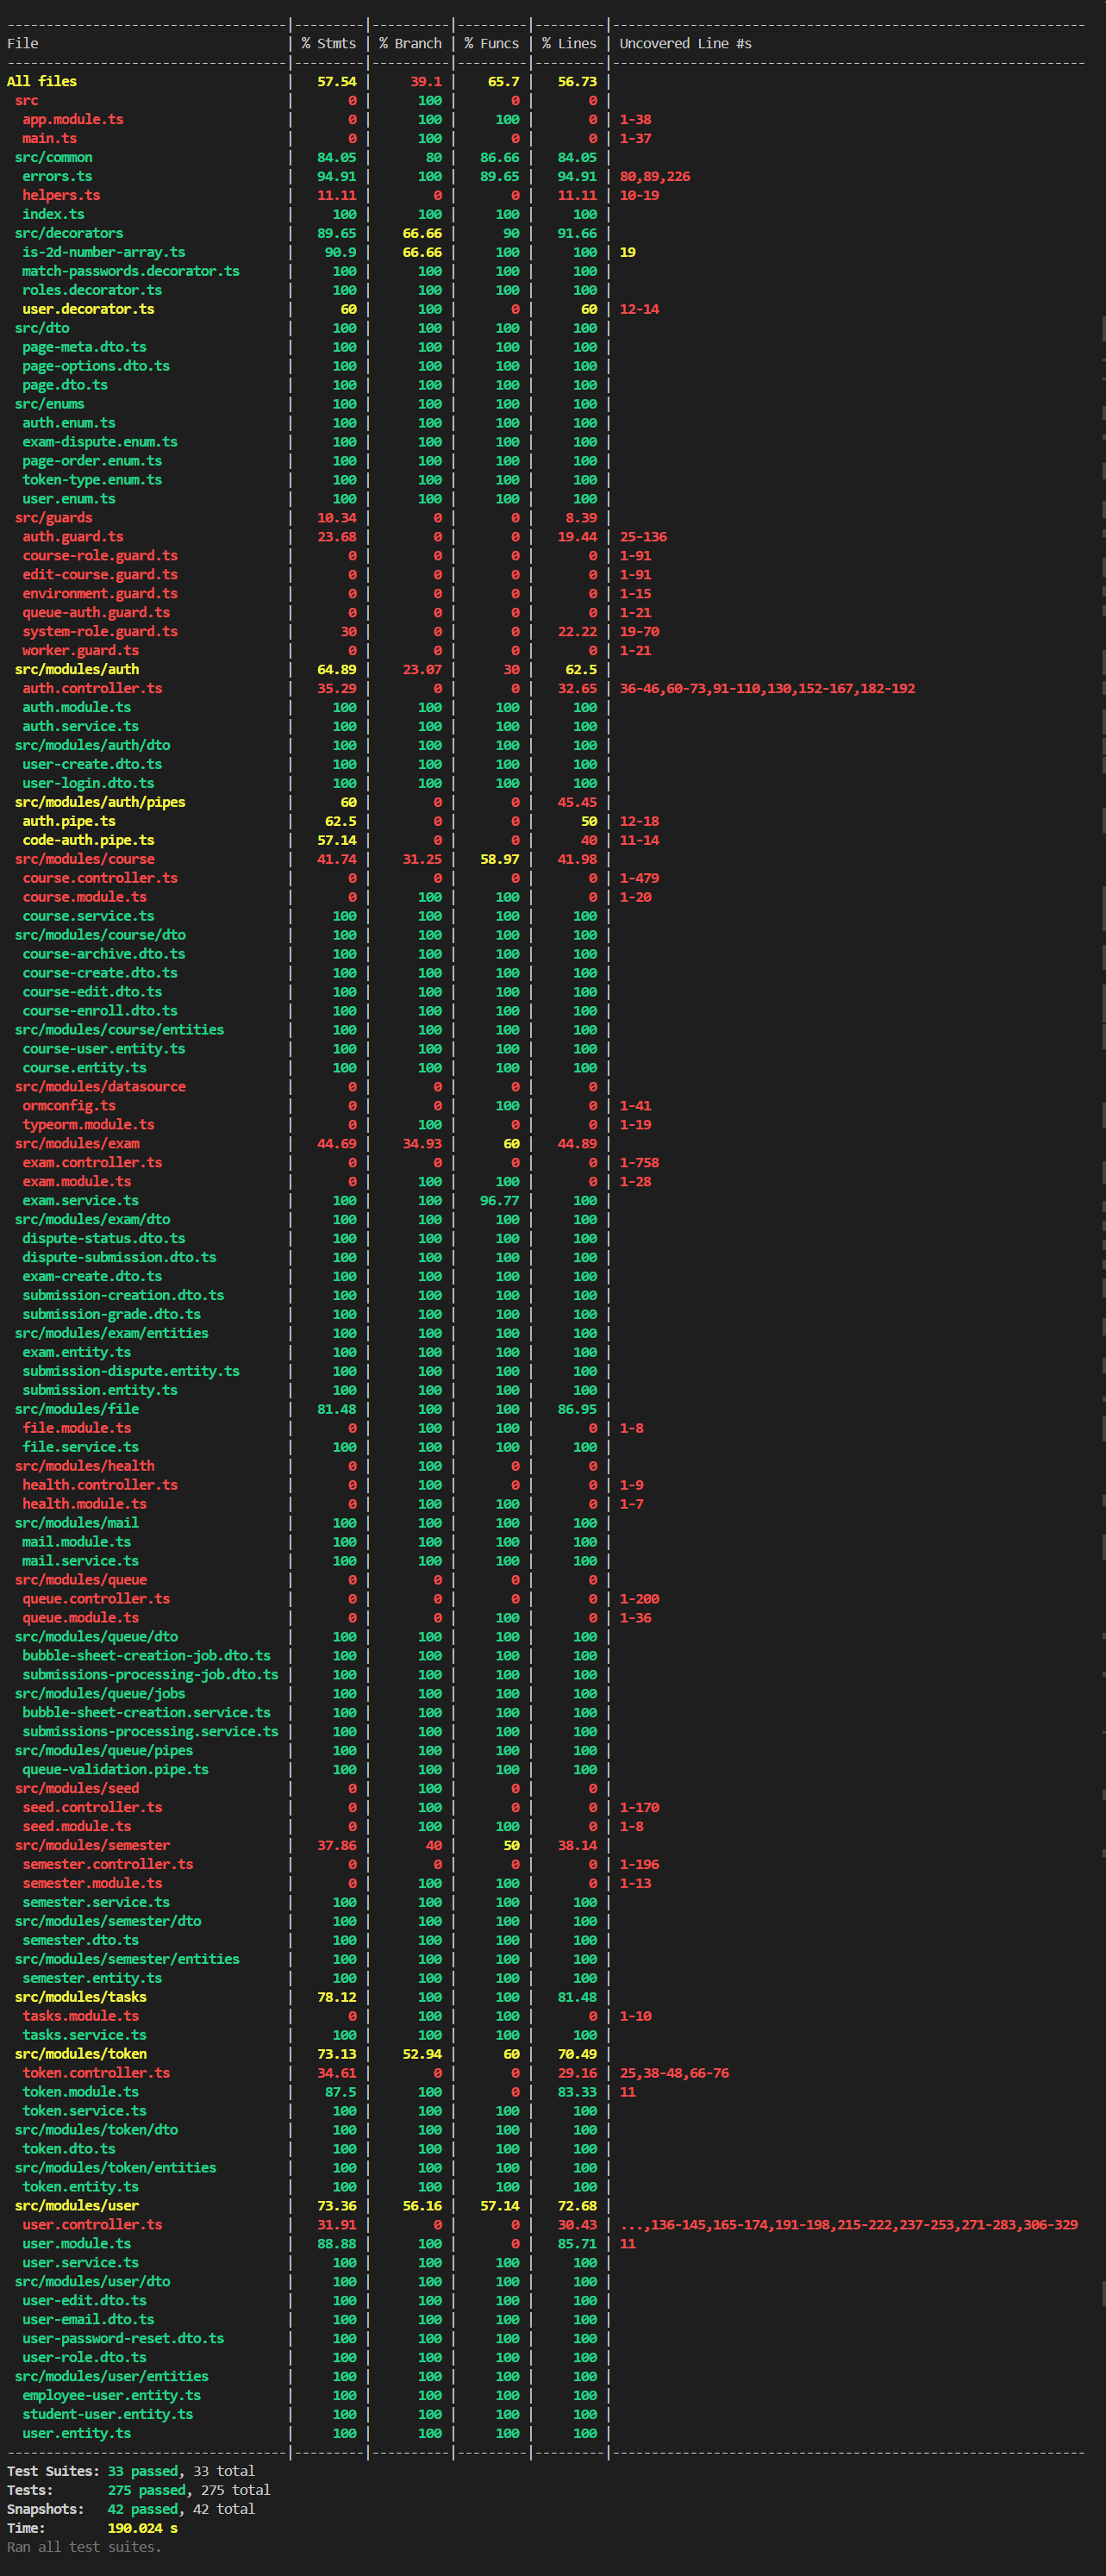 ------------------------------------|---------|----------|---------|---------|-------------------------------------------------------------
File                                | % Stmts | % Branch | % Funcs | % Lines | Uncovered Line #s
------------------------------------|---------|----------|---------|---------|-------------------------------------------------------------
All files                           |   57.54 |     39.1 |    65.7 |   56.73 |
 src                                |       0 |      100 |       0 |       0 |
  app.module.ts                     |       0 |      100 |     100 |       0 | 1-38
  main.ts                           |       0 |      100 |       0 |       0 | 1-37
 src/common                         |   84.05 |       80 |   86.66 |   84.05 |
  errors.ts                         |   94.91 |      100 |   89.65 |   94.91 | 80,89,226
  helpers.ts                        |   11.11 |        0 |       0 |   11.11 | 10-19
  index.ts                          |     100 |      100 |     100 |     100 |
 src/decorators                     |   89.65 |    66.66 |      90 |   91.66 |
  is-2d-number-array.ts             |    90.9 |    66.66 |     100 |     100 | 19
  match-passwords.decorator.ts      |     100 |      100 |     100 |     100 |
  roles.decorator.ts                |     100 |      100 |     100 |     100 |
  user.decorator.ts                 |      60 |      100 |       0 |      60 | 12-14
 src/dto                            |     100 |      100 |     100 |     100 |
  page-meta.dto.ts                  |     100 |      100 |     100 |     100 |
  page-options.dto.ts               |     100 |      100 |     100 |     100 |
  page.dto.ts                       |     100 |      100 |     100 |     100 |
 src/enums                          |     100 |      100 |     100 |     100 |
  auth.enum.ts                      |     100 |      100 |     100 |     100 |
  exam-dispute.enum.ts              |     100 |      100 |     100 |     100 |
  page-order.enum.ts                |     100 |      100 |     100 |     100 |
  token-type.enum.ts                |     100 |      100 |     100 |     100 |
  user.enum.ts                      |     100 |      100 |     100 |     100 |
 src/guards                         |   10.34 |        0 |       0 |    8.39 |
  auth.guard.ts                     |   23.68 |        0 |       0 |   19.44 | 25-136
  course-role.guard.ts              |       0 |        0 |       0 |       0 | 1-91
  edit-course.guard.ts              |       0 |        0 |       0 |       0 | 1-91
  environment.guard.ts              |       0 |        0 |       0 |       0 | 1-15
  queue-auth.guard.ts               |       0 |        0 |       0 |       0 | 1-21
  system-role.guard.ts              |      30 |        0 |       0 |   22.22 | 19-70
  worker.guard.ts                   |       0 |        0 |       0 |       0 | 1-21
 src/modules/auth                   |   64.89 |    23.07 |      30 |    62.5 |
  auth.controller.ts                |   35.29 |        0 |       0 |   32.65 | 36-46,60-73,91-110,130,152-167,182-192
  auth.module.ts                    |     100 |      100 |     100 |     100 |
  auth.service.ts                   |     100 |      100 |     100 |     100 |
 src/modules/auth/dto               |     100 |      100 |     100 |     100 |
  user-create.dto.ts                |     100 |      100 |     100 |     100 |
  user-login.dto.ts                 |     100 |      100 |     100 |     100 |
 src/modules/auth/pipes             |      60 |        0 |       0 |   45.45 |
  auth.pipe.ts                      |    62.5 |        0 |       0 |      50 | 12-18
  code-auth.pipe.ts                 |   57.14 |        0 |       0 |      40 | 11-14
 src/modules/course                 |   41.74 |    31.25 |   58.97 |   41.98 |
  course.controller.ts              |       0 |        0 |       0 |       0 | 1-479
  course.module.ts                  |       0 |      100 |     100 |       0 | 1-20
  course.service.ts                 |     100 |      100 |     100 |     100 |
 src/modules/course/dto             |     100 |      100 |     100 |     100 |
  course-archive.dto.ts             |     100 |      100 |     100 |     100 |
  course-create.dto.ts              |     100 |      100 |     100 |     100 |
  course-edit.dto.ts                |     100 |      100 |     100 |     100 |
  course-enroll.dto.ts              |     100 |      100 |     100 |     100 |
 src/modules/course/entities        |     100 |      100 |     100 |     100 |
  course-user.entity.ts             |     100 |      100 |     100 |     100 |
  course.entity.ts                  |     100 |      100 |     100 |     100 |
 src/modules/datasource             |       0 |        0 |       0 |       0 |
  ormconfig.ts                      |       0 |        0 |     100 |       0 | 1-41
  typeorm.module.ts                 |       0 |      100 |       0 |       0 | 1-19
 src/modules/exam                   |   44.69 |    34.93 |      60 |   44.89 |
  exam.controller.ts                |       0 |        0 |       0 |       0 | 1-758
  exam.module.ts                    |       0 |      100 |     100 |       0 | 1-28
  exam.service.ts                   |     100 |      100 |   96.77 |     100 |
 src/modules/exam/dto               |     100 |      100 |     100 |     100 |
  dispute-status.dto.ts             |     100 |      100 |     100 |     100 |
  dispute-submission.dto.ts         |     100 |      100 |     100 |     100 |
  exam-create.dto.ts                |     100 |      100 |     100 |     100 |
  submission-creation.dto.ts        |     100 |      100 |     100 |     100 |
  submission-grade.dto.ts           |     100 |      100 |     100 |     100 |
 src/modules/exam/entities          |     100 |      100 |     100 |     100 |
  exam.entity.ts                    |     100 |      100 |     100 |     100 |
  submission-dispute.entity.ts      |     100 |      100 |     100 |     100 |
  submission.entity.ts              |     100 |      100 |     100 |     100 |
 src/modules/file                   |   81.48 |      100 |     100 |   86.95 |
  file.module.ts                    |       0 |      100 |     100 |       0 | 1-8
  file.service.ts                   |     100 |      100 |     100 |     100 |
 src/modules/health                 |       0 |      100 |       0 |       0 |
  health.controller.ts              |       0 |      100 |       0 |       0 | 1-9
  health.module.ts                  |       0 |      100 |     100 |       0 | 1-7
 src/modules/mail                   |     100 |      100 |     100 |     100 |
  mail.module.ts                    |     100 |      100 |     100 |     100 |
  mail.service.ts                   |     100 |      100 |     100 |     100 |
 src/modules/queue                  |       0 |        0 |       0 |       0 |
  queue.controller.ts               |       0 |        0 |       0 |       0 | 1-200
  queue.module.ts                   |       0 |        0 |     100 |       0 | 1-36
 src/modules/queue/dto              |     100 |      100 |     100 |     100 |
  bubble-sheet-creation-job.dto.ts  |     100 |      100 |     100 |     100 |
  submissions-processing-job.dto.ts |     100 |      100 |     100 |     100 |
 src/modules/queue/jobs             |     100 |      100 |     100 |     100 |
  bubble-sheet-creation.service.ts  |     100 |      100 |     100 |     100 |
  submissions-processing.service.ts |     100 |      100 |     100 |     100 |
 src/modules/queue/pipes            |     100 |      100 |     100 |     100 |
  queue-validation.pipe.ts          |     100 |      100 |     100 |     100 |
 src/modules/seed                   |       0 |      100 |       0 |       0 |
  seed.controller.ts                |       0 |      100 |       0 |       0 | 1-170
  seed.module.ts                    |       0 |      100 |     100 |       0 | 1-8
 src/modules/semester               |   37.86 |       40 |      50 |   38.14 |
  semester.controller.ts            |       0 |        0 |       0 |       0 | 1-196
  semester.module.ts                |       0 |      100 |     100 |       0 | 1-13
  semester.service.ts               |     100 |      100 |     100 |     100 |
 src/modules/semester/dto           |     100 |      100 |     100 |     100 |
  semester.dto.ts                   |     100 |      100 |     100 |     100 |
 src/modules/semester/entities      |     100 |      100 |     100 |     100 |
  semester.entity.ts                |     100 |      100 |     100 |     100 |
 src/modules/tasks                  |   78.12 |      100 |     100 |   81.48 |
  tasks.module.ts                   |       0 |      100 |     100 |       0 | 1-10
  tasks.service.ts                  |     100 |      100 |     100 |     100 |
 src/modules/token                  |   73.13 |    52.94 |      60 |   70.49 |
  token.controller.ts               |   34.61 |        0 |       0 |   29.16 | 25,38-48,66-76
  token.module.ts                   |    87.5 |      100 |       0 |   83.33 | 11
  token.service.ts                  |     100 |      100 |     100 |     100 |
 src/modules/token/dto              |     100 |      100 |     100 |     100 |
  token.dto.ts                      |     100 |      100 |     100 |     100 |
 src/modules/token/entities         |     100 |      100 |     100 |     100 |
  token.entity.ts                   |     100 |      100 |     100 |     100 |
 src/modules/user                   |   73.36 |    56.16 |   57.14 |   72.68 |
  user.controller.ts                |   31.91 |        0 |       0 |   30.43 | ...,136-145,165-174,191-198,215-222,237-253,271-283,306-329
  user.module.ts                    |   88.88 |      100 |       0 |   85.71 | 11
  user.service.ts                   |     100 |      100 |     100 |     100 |
 src/modules/user/dto               |     100 |      100 |     100 |     100 |
  user-edit.dto.ts                  |     100 |      100 |     100 |     100 |
  user-email.dto.ts                 |     100 |      100 |     100 |     100 |
  user-password-reset.dto.ts        |     100 |      100 |     100 |     100 |
  user-role.dto.ts                  |     100 |      100 |     100 |     100 |
 src/modules/user/entities          |     100 |      100 |     100 |     100 |
  employee-user.entity.ts           |     100 |      100 |     100 |     100 |
  student-user.entity.ts            |     100 |      100 |     100 |     100 |
  user.entity.ts                    |     100 |      100 |     100 |     100 |
------------------------------------|---------|----------|---------|---------|-------------------------------------------------------------
Test Suites: 33 passed, 33 total
Tests:       275 passed, 275 total
Snapshots:   42 passed, 42 total
Time:        190.024 s
Ran all test suites.